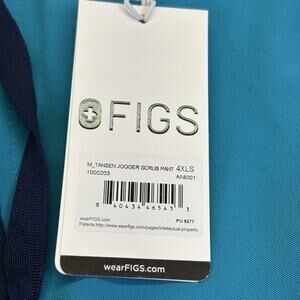 FIGS
M_TANSEN JOGGER SCRUB PANT 4XLS
1000203 A58001
8 40434 46545 3
wearFIGS.com PO 6277
Patents:http://www.wearfigs.com/pages/intellectual-property
wearFIGS.com